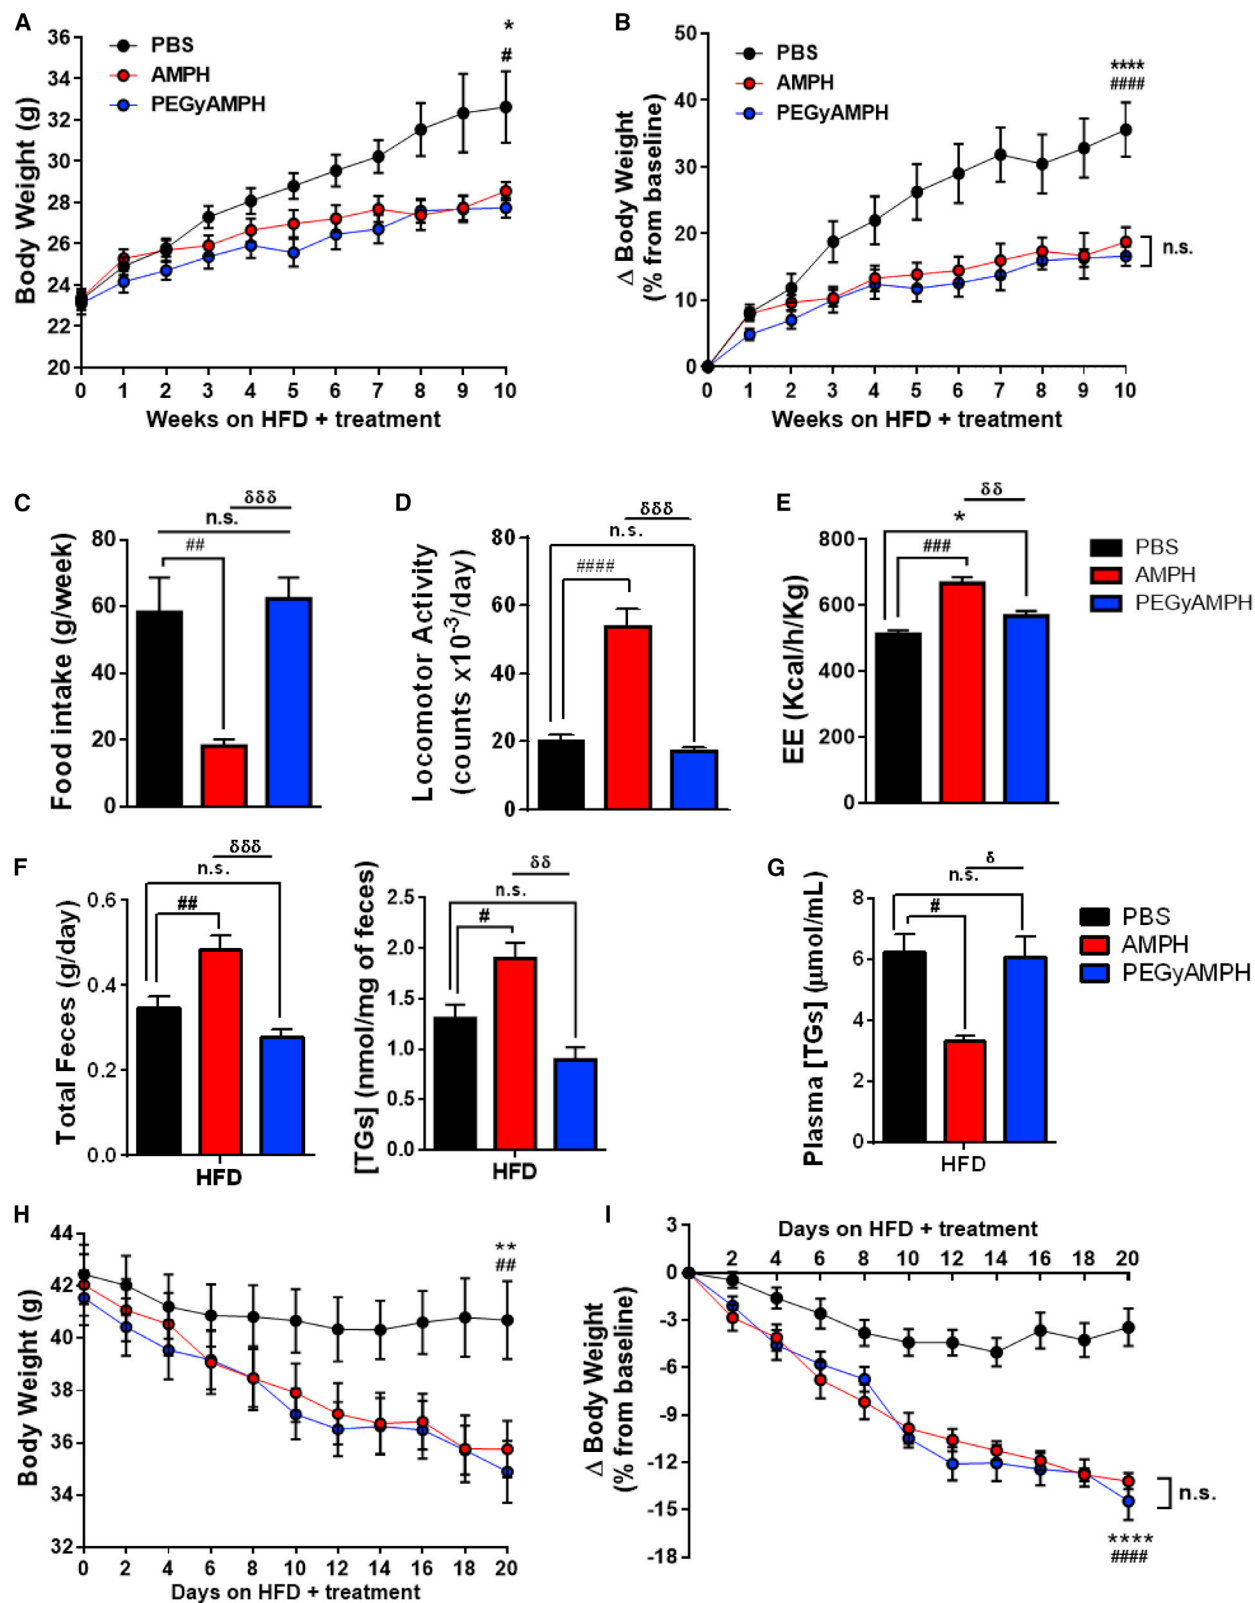 A
36
34
32
30
28
26
24
22
20
Body Weight (g)
PBS
AMPH
PEGyAMPH
*
#
0 1 2 3 4 5 6 7 8 9 10
Weeks on HFD + treatment
B
50
40
30
20
10
0
Δ Body Weight
(% from baseline)
PBS
AMPH
PEGyAMPH
****
####
n.s.
0 1 2 3 4 5 6 7 8 9 10
Weeks on HFD + treatment
C
δδδ
n.s.
##
80
60
40
20
0
Food intake (g/week)
D
δδδ
n.s.
####
80
60
40
20
0
Locomotor Activity
(counts x10⁻³/day)
E
δδ
*
###
800
600
400
200
0
EE (Kcal/h/Kg)
PBS
AMPH
PEGyAMPH
F
δδδ
n.s.
##
0.6
0.4
0.2
0.0
Total Feces (g/day)
HFD
δδ
n.s.
#
2.5
2.0
1.5
1.0
0.5
0.0
[TGs] (nmol/mg of feces)
HFD
G
δ
n.s.
#
8
6
4
2
0
Plasma [TGs] (μmol/mL)
HFD
PBS
AMPH
PEGyAMPH
H
44
42
40
38
36
34
32
Body Weight (g)
**
##
0 2 4 6 8 10 12 14 16 18 20
Days on HFD + treatment
I
Days on HFD + treatment
2 4 6 8 10 12 14 16 18 20
3
0
-3
-6
-9
-12
-15
-18
Δ Body Weight
(% from baseline)
n.s.
****
####